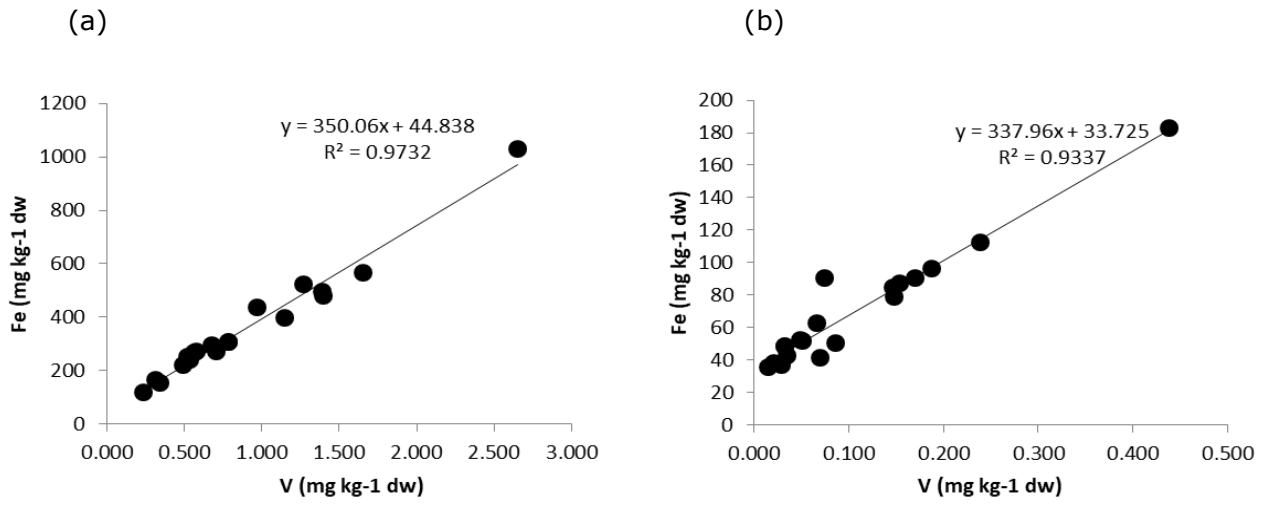 (a)
1200
1000
800
600
400
200
0
y = 350.06x + 44.838
R² = 0.9732
0.000 0.500 1.000 1.500 2.000 2.500 3.000
V (mg kg-1 dw)
Fe (mg kg-1 dw
(b)
200
180
160
140
120
100
80
60
40
20
0
y = 337.96x + 33.725
R² = 0.9337
0.000 0.100 0.200 0.300 0.400 0.500
V (mg kg-1 dw)
Fe (mg kg-1 dw)